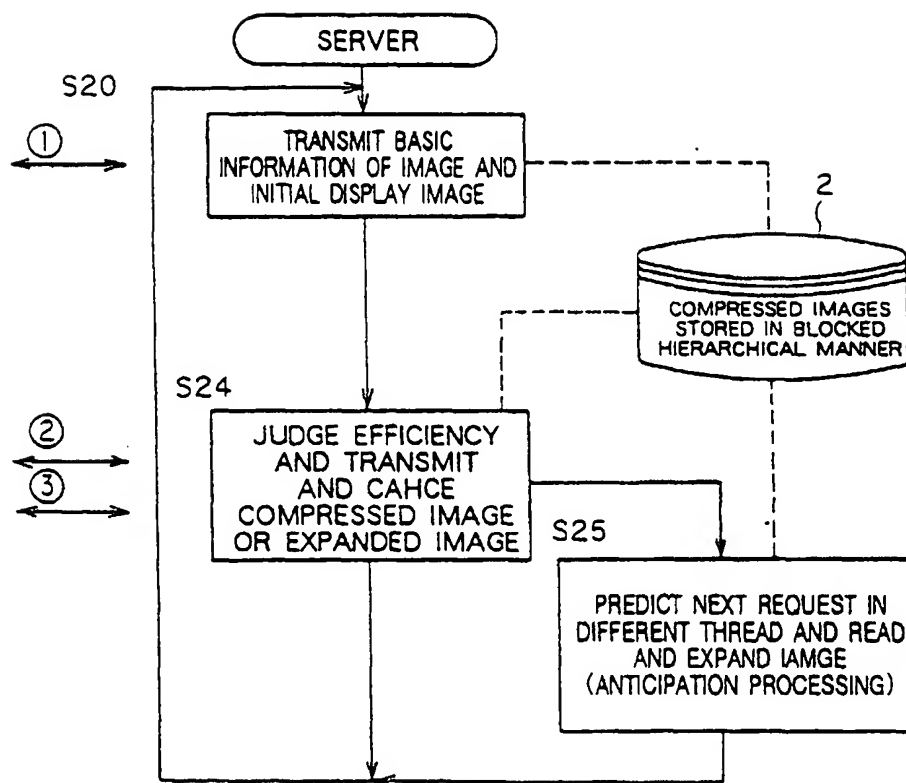 SERVER
S20
①
TRANSMIT BASIC
INFORMATION OF IMAGE AND
INITIAL DISPLAY IMAGE
2
COMPRESSED IMAGES
STORED IN BLOCKED
HIERARCHICAL MANNER
S24
②
③
JUDGE EFFICIENCY
AND TRANSMIT
AND CAHCE
COMPRESSED IMAGE
OR EXPANDED IMAGE
S25
PREDICT NEXT REQUEST IN
DIFFERENT THREAD AND READ
AND EXPAND IAMGE
(ANTICIPATION PROCESSING)